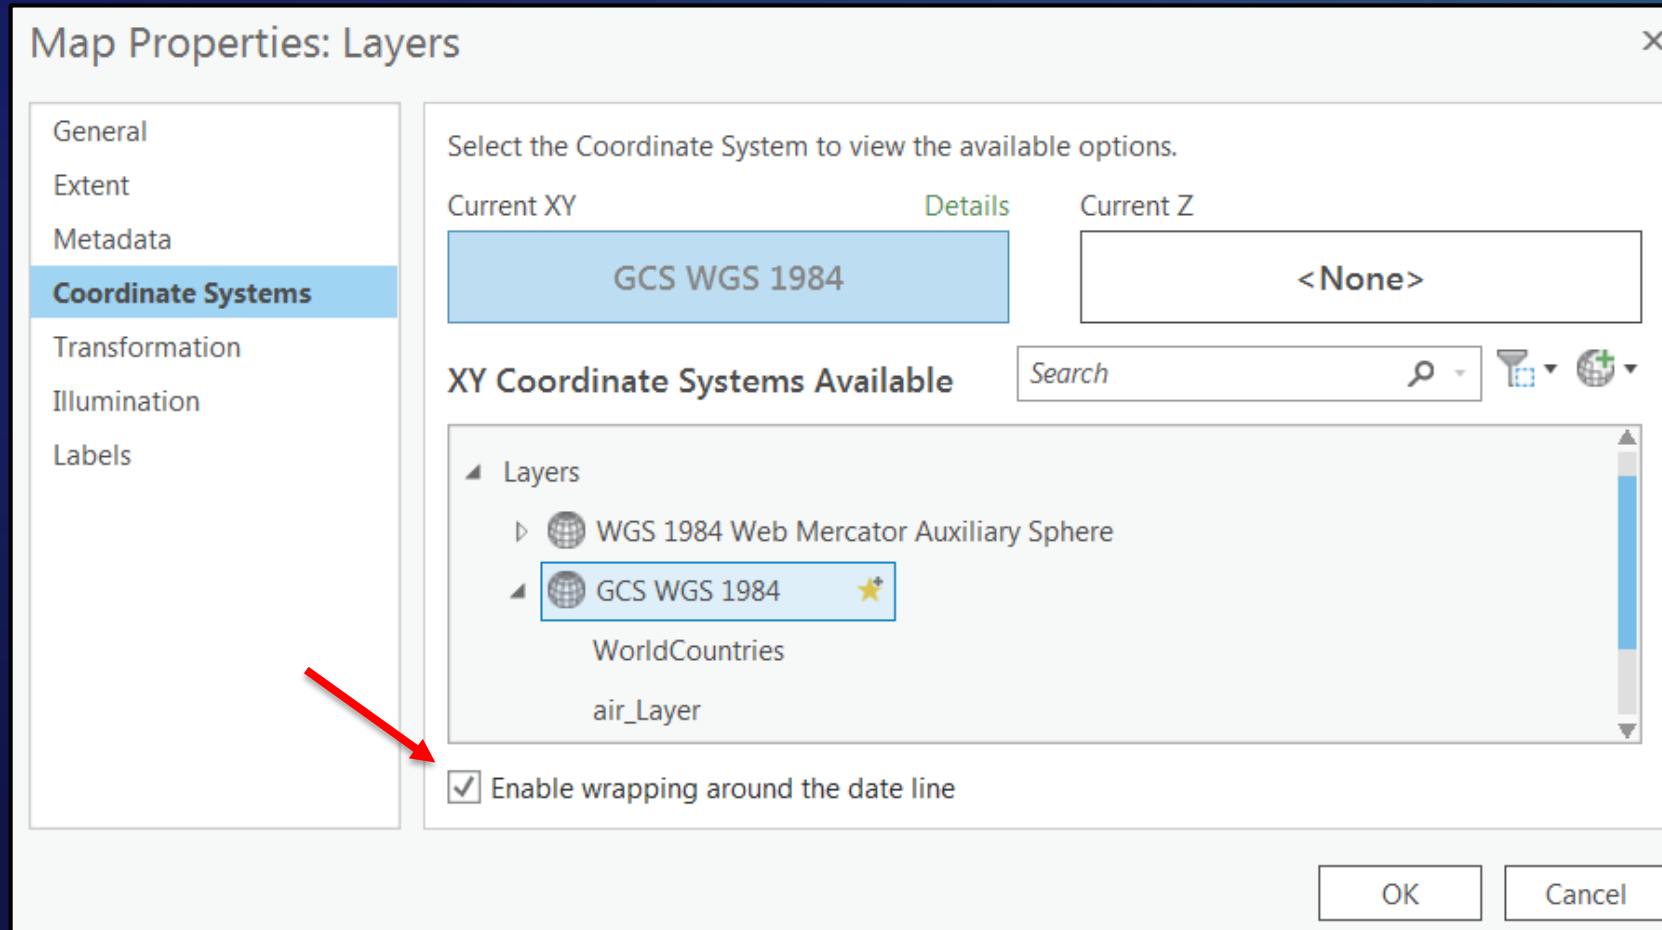 Map Properties: Layers
General
Extent
Metadata
Coordinate Systems
Transformation
Illumination
Labels
Select the Coordinate System to view the available options.
Current XY
Details
Current Z
GCS WGS 1984
<None>
XY Coordinate Systems Available
Search
Layers
WGS 1984 Web Mercator Auxiliary Sphere
GCS WGS 1984
WorldCountries
air_Layer
Enable wrapping around the date line
OK
Cancel